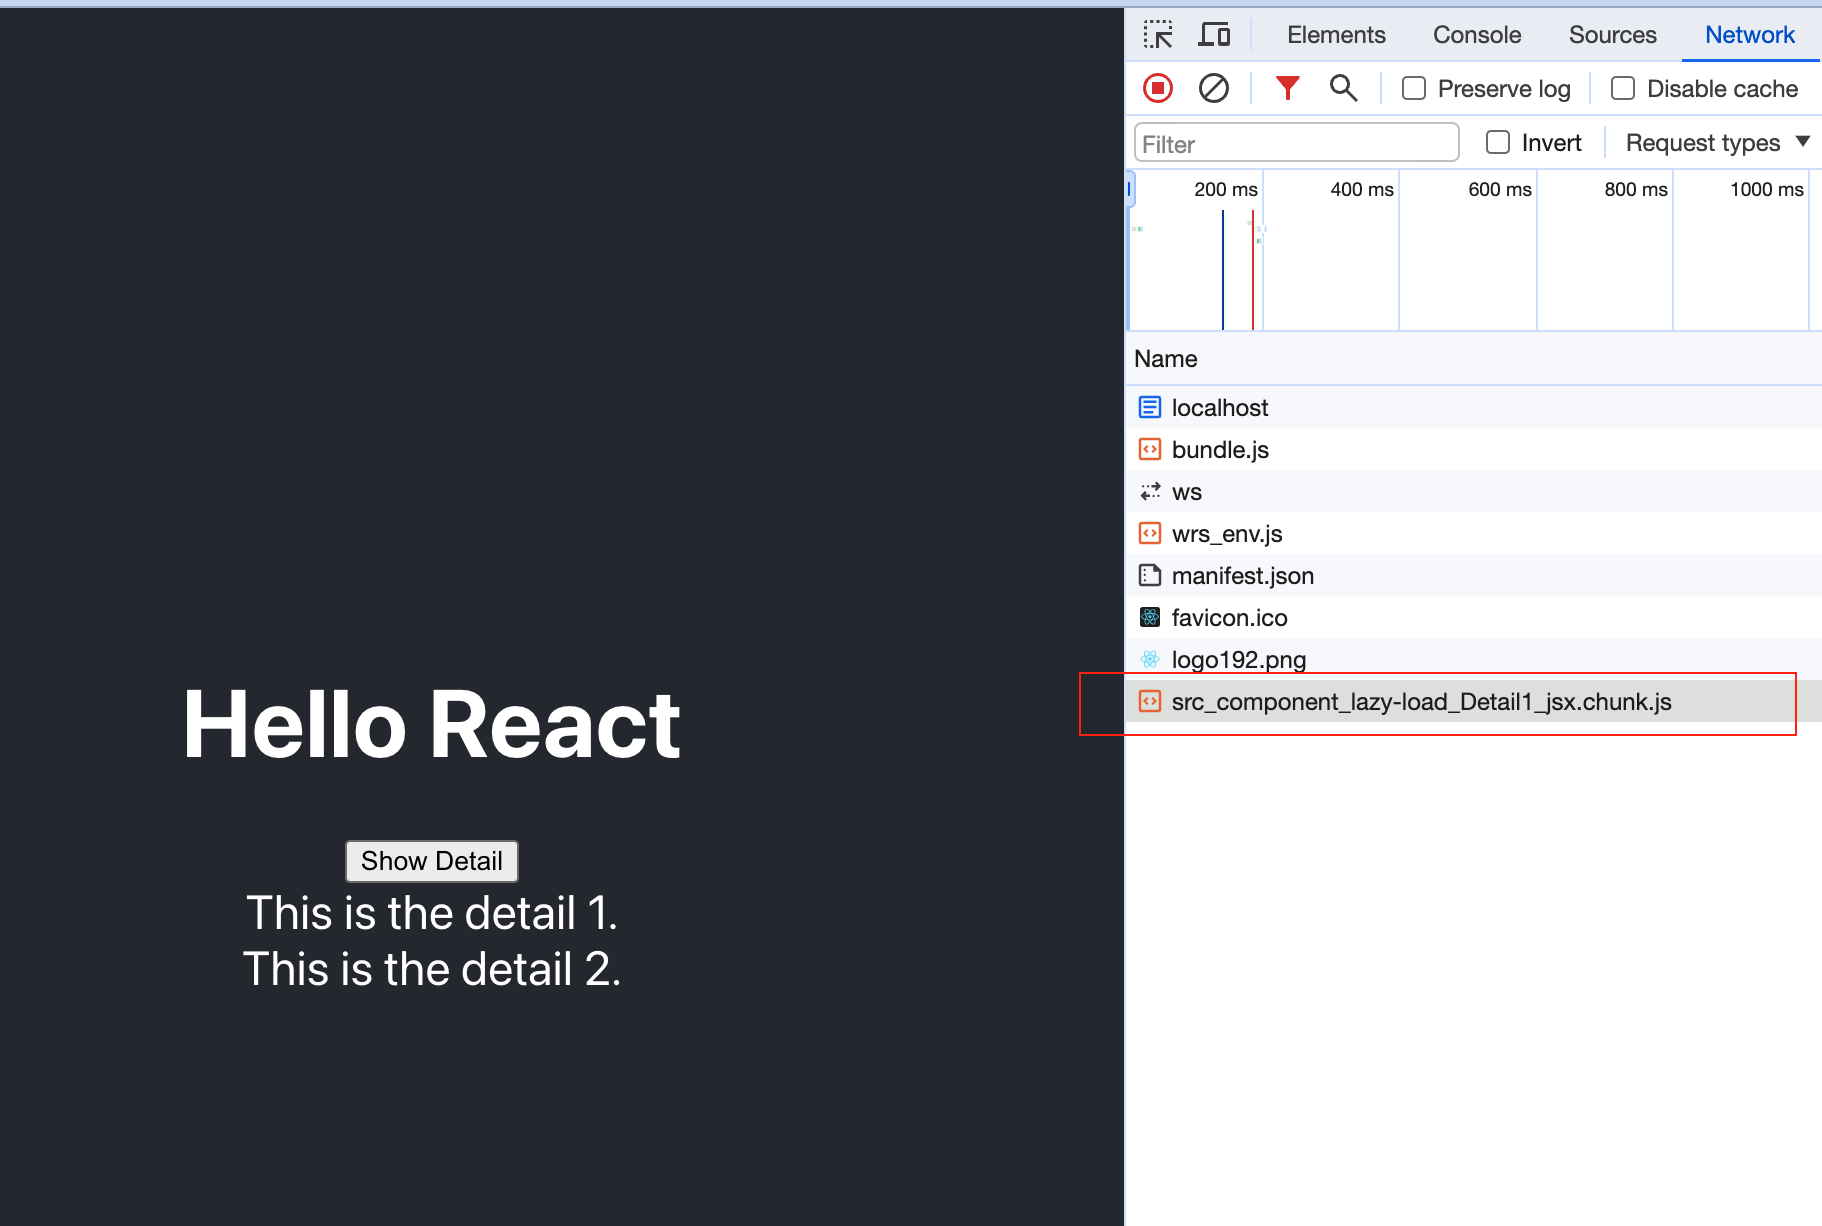 Hello React
Show Detail
This is the detail 1.
This is the detail 2.
Elements Console Sources Network
Preserve log Disable cache
Filter Invert Request types
200 ms 400 ms 600 ms 800 ms 1000 ms
Name
localhost
bundle.js
ws
wrs_env.js
manifest.json
favicon.ico
logo192.png
src_component_lazy-load_Detail1_jsx.chunk.js